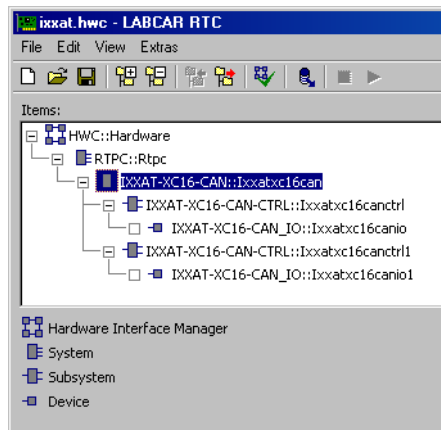 ixxat.hwc - LABCAR RTC
File Edit View Extras
Items:
HWC::Hardware
RTPC::Rtpc
IXXAT-XC16-CAN::Ixxatxc16can
IXXAT-XC16-CAN-CTRL::Ixxatxc16canctrl
IXXAT-XC16-CAN_IO::Ixxatxc16canio
IXXAT-XC16-CAN-CTRL::Ixxatxc16canctrl1
IXXAT-XC16-CAN_IO::Ixxatxc16canio1
Hardware Interface Manager
System
Subsystem
Device